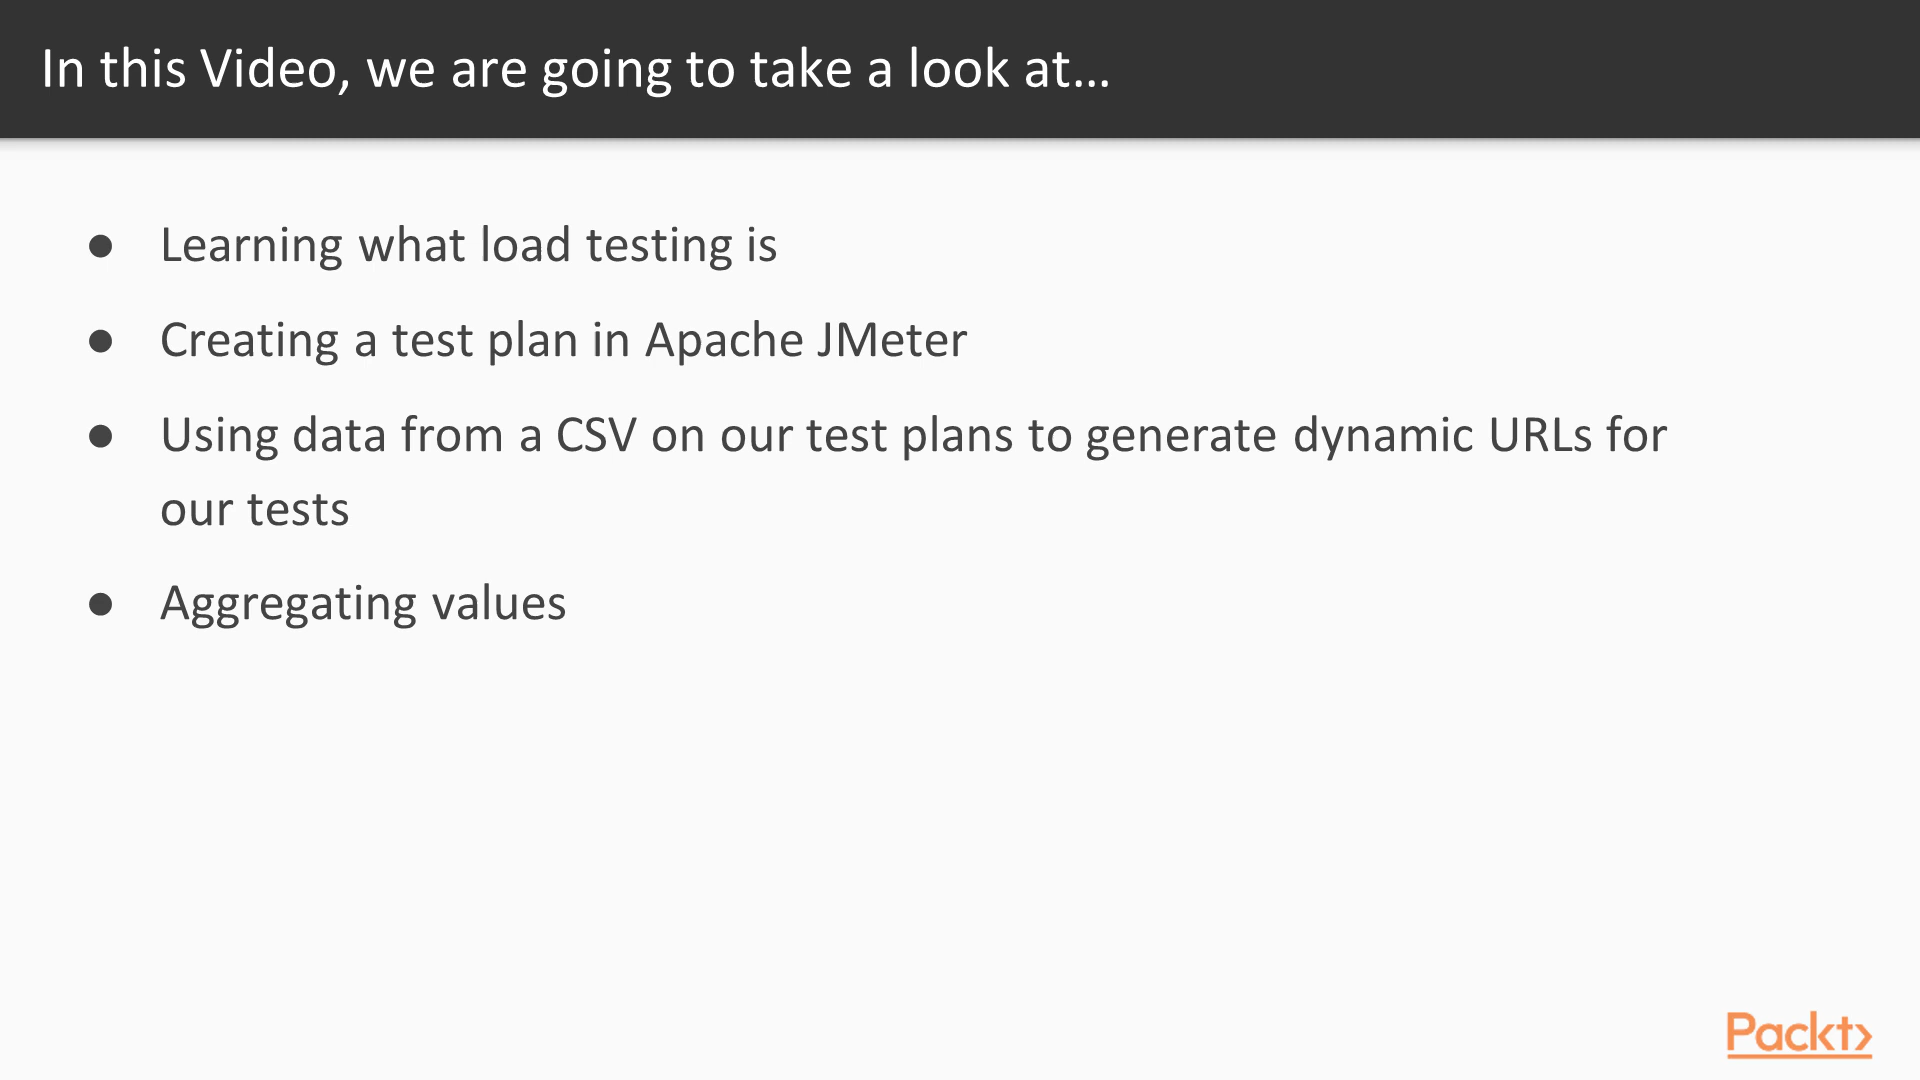 In this Video, we are going to take a look at...
● Learning what load testing is
● Creating a test plan in Apache JMeter
● Using data from a CSV on our test plans to generate dynamic URLs for
our tests
● Aggregating values
Packt>